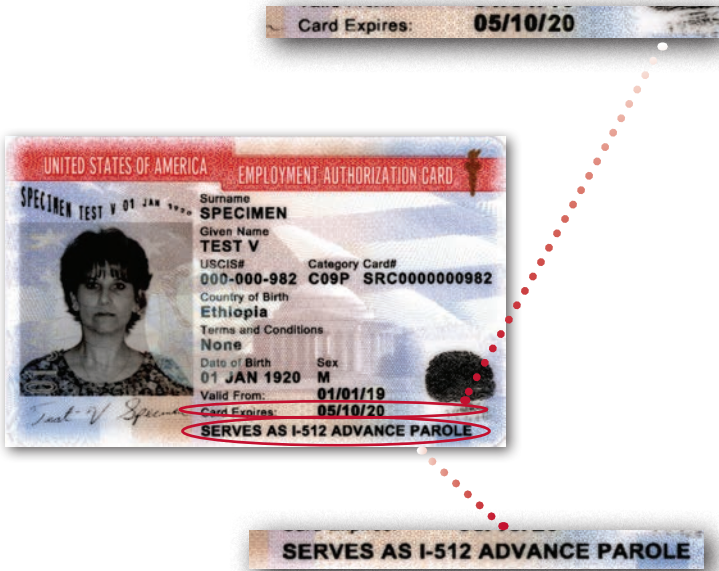 Card Expires: 05/10/20
UNITED STATES OF AMERICA EMPLOYMENT AUTHORIZATION CARD
SPECIMEN TEST V 01 JAN 1920
Surname
SPECIMEN
Given Name
TEST V
USCIS# Category Card#
000-000-982 C09P SRC0000000982
Country of Birth
Ethiopia
Terms and Conditions
None
Date of Birth Sex
01 JAN 1920 M
Valid From: 01/01/19
Card Expires: 05/10/20
SERVES AS I-512 ADVANCE PAROLE
Test V Specimen
SERVES AS I-512 ADVANCE PAROLE